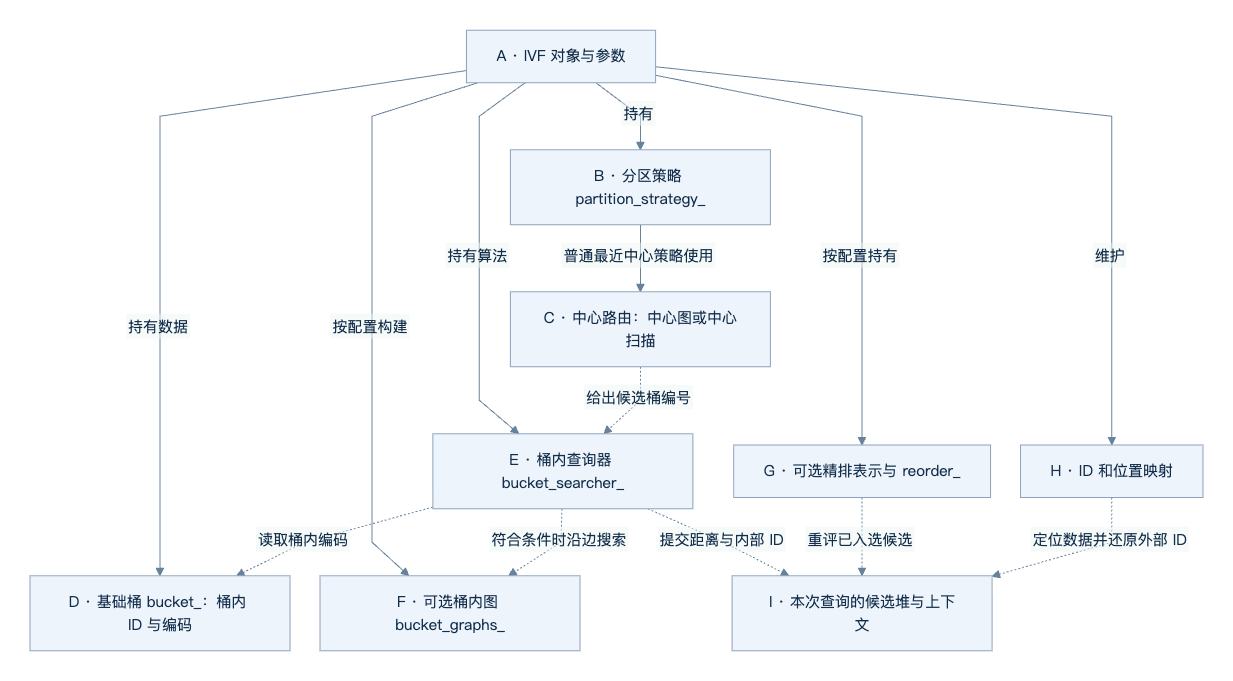 A · IVF 对象与参数
持有
B · 分区策略
partition_strategy_
持有算法
普通最近中心策略使用
按配置持有
维护
持有数据
按配置构建
C · 中心路由：中心图或中心
扫描
给出候选桶编号
E · 桶内查询器
bucket_searcher_
G · 可选精排表示与 reorder_
H · ID 和位置映射
读取桶内编码
符合条件时沿边搜索
提交距离与内部 ID
重评已入选候选
定位数据并还原外部 ID
D · 基础桶 bucket_：桶内
ID 与编码
F · 可选桶内图
bucket_graphs_
I · 本次查询的候选堆与上下
文